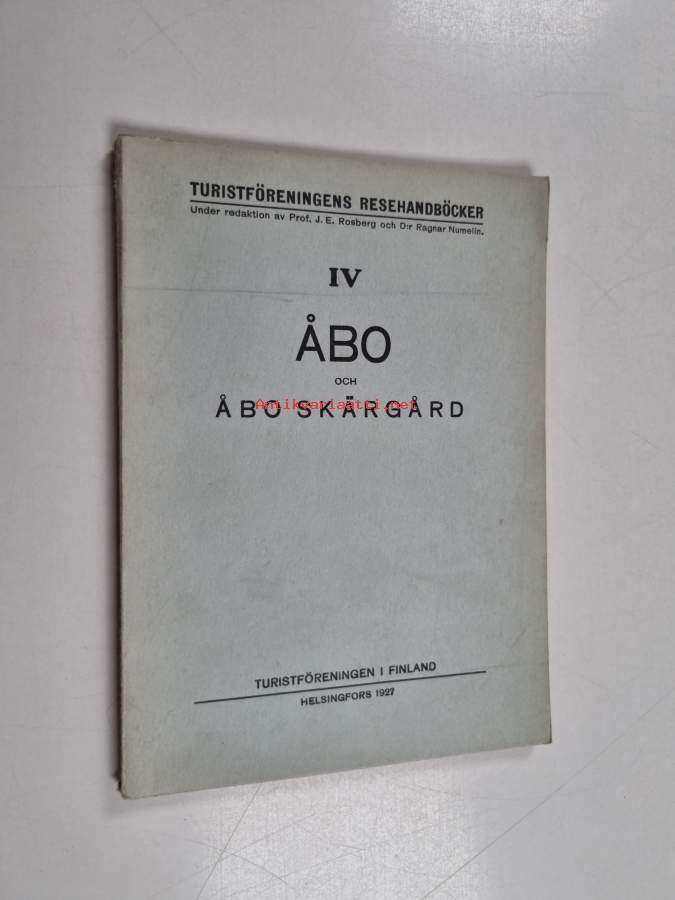 TURISTFÖRENINGENS RESEHANDBÖCKER
Under redaktion av Prof. J. E. Rosberg och D:r Ragnar Numelin.
IV
ÅBO
OCH
ÅBO SKÄRGÅRD
Antikvariaatti.net
TURISTFÖRENINGEN I FINLAND
HELSINGFORS 1927